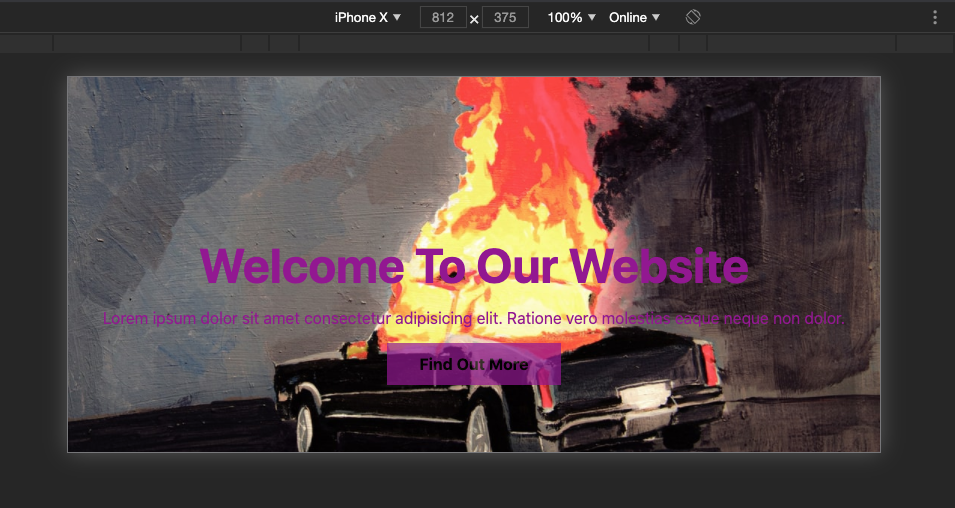 iPhone X 812 × 375 100% Online
Welcome To Our Website
Lorem ipsum dolor sit amet consectetur adipisicing elit. Ratione vero molestias eaque neque non dolor.
Find Out More